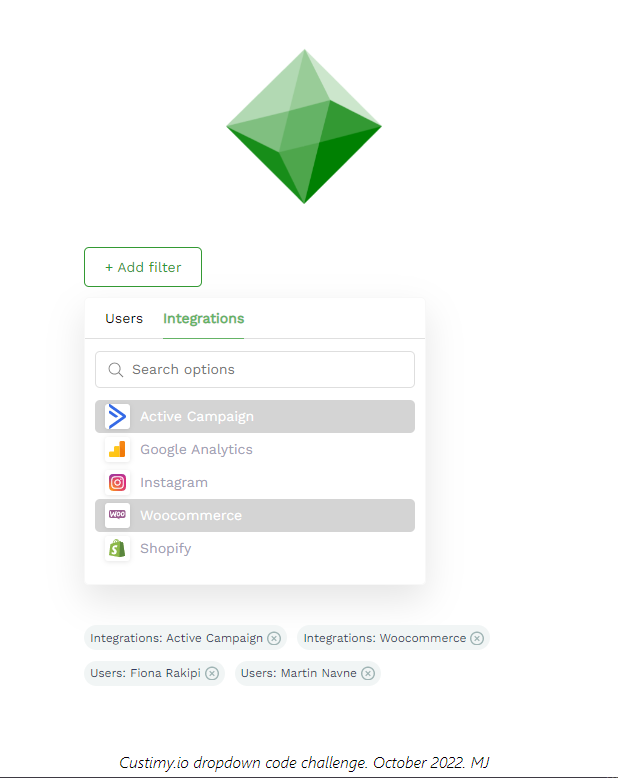 + Add filter
Users Integrations
Search options
Active Campaign
Google Analytics
Instagram
WOO Woocommerce
Shopify
Integrations: Active Campaign Integrations: Woocommerce
Users: Fiona Rakipi Users: Martin Navne
Custimy.io dropdown code challenge. October 2022. MJ